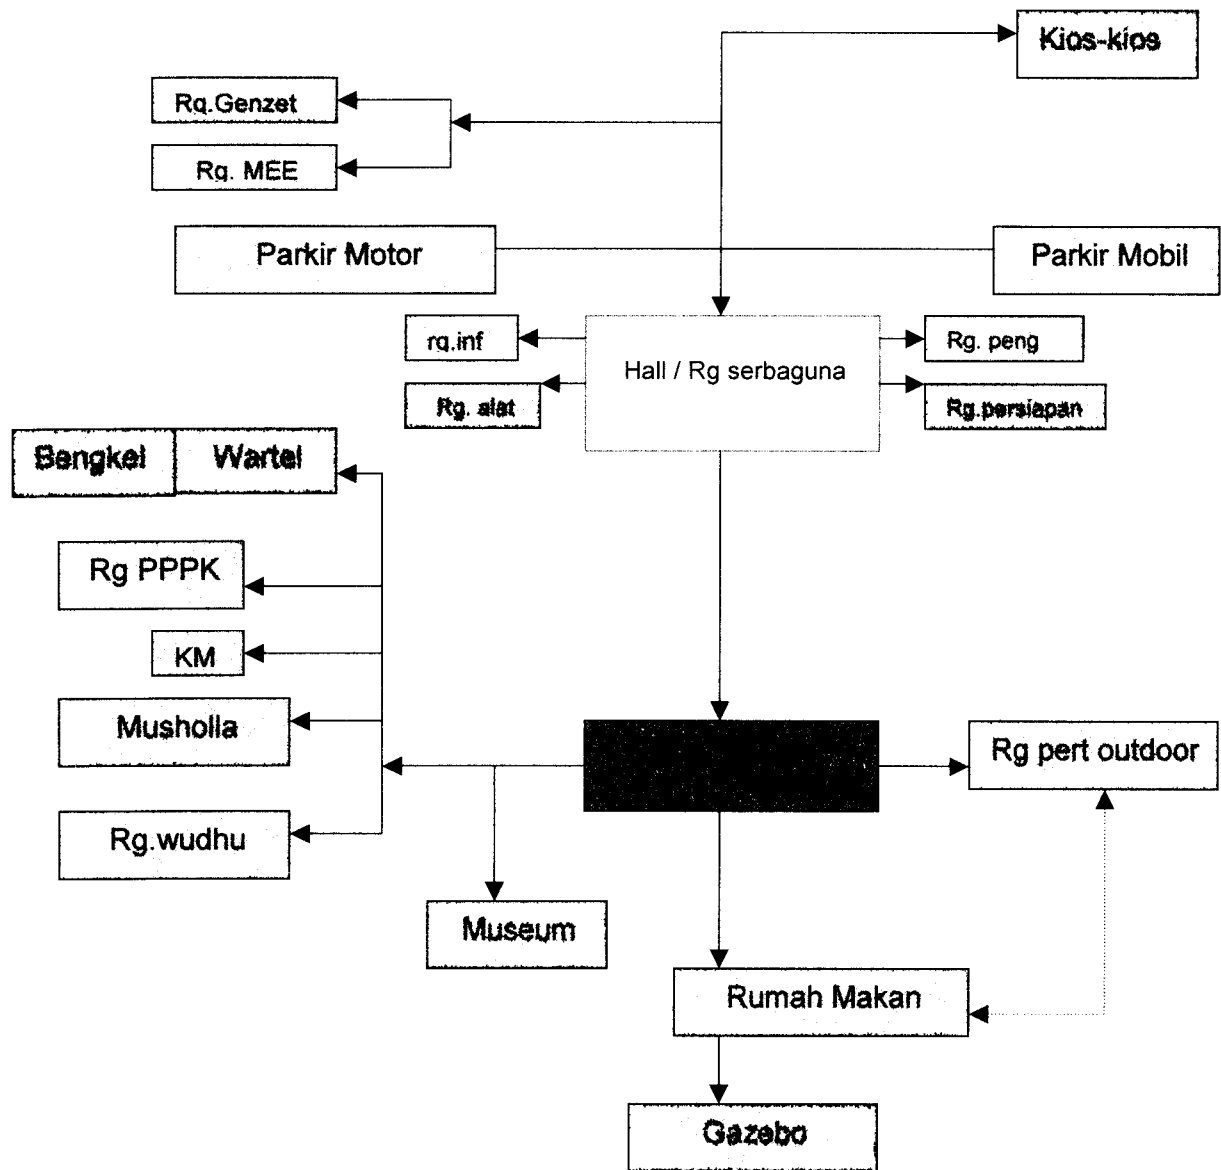 Kios-kios
Rg.Genzet
Rg. MEE
Parkir Motor
Parkir Mobil
rg.inf
Rg. peng
Hall / Rg serbaguna
Rg. alat
Rg.persiapan
Bengkel
Wartel
Rg PPPK
KM
Musholla
Rg pert outdoor
Rg.wudhu
Museum
Rumah Makan
Gazebo